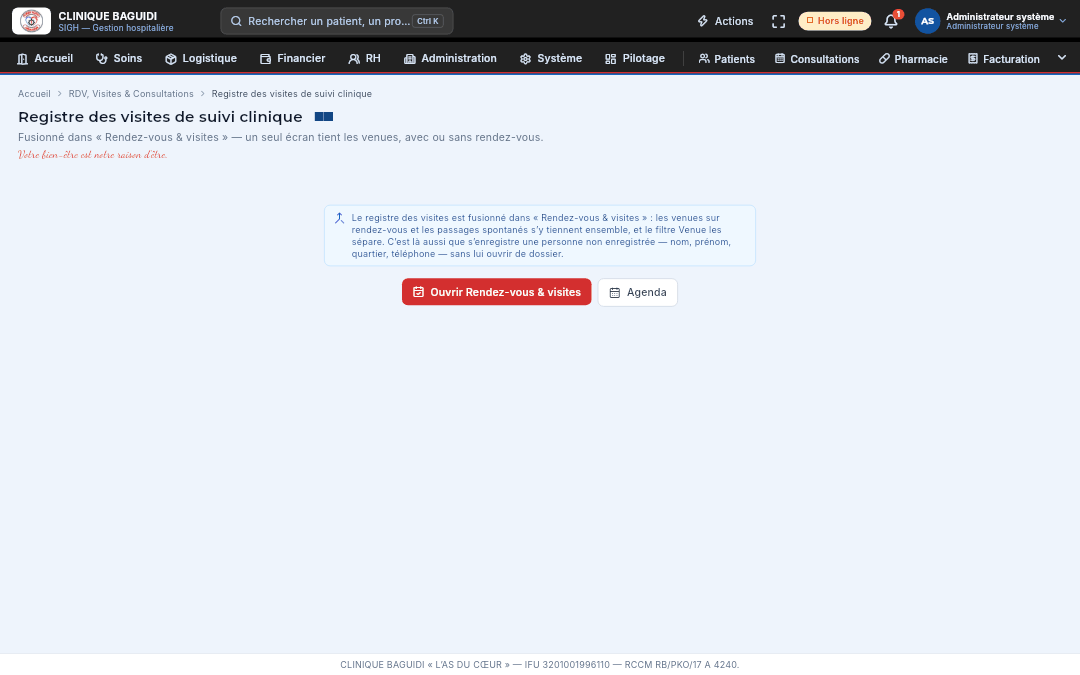 CLINIQUE BAGUIDI
SIGH — Gestion hospitalière
Rechercher un patient, un pro... Ctrl K
Actions
Hors ligne
1
AS
Administrateur système
Administrateur système
Accueil
Soins
Logistique
Financier
RH
Administration
Système
Pilotage
Patients
Consultations
Pharmacie
Facturation
Accueil > RDV, Visites & Consultations > Registre des visites de suivi clinique
Registre des visites de suivi clinique
Fusionné dans « Rendez-vous & visites » — un seul écran tient les venues, avec ou sans rendez-vous.
Votre bien-être est notre raison d'être.
Le registre des visites est fusionné dans « Rendez-vous & visites » : les venues sur
rendez-vous et les passages spontanés s'y tiennent ensemble, et le filtre Venue les
sépare. C'est là aussi que s'enregistre une personne non enregistrée — nom, prénom,
quartier, téléphone — sans lui ouvrir de dossier.
Ouvrir Rendez-vous & visites
Agenda
CLINIQUE BAGUIDI « L'AS DU CŒUR » — IFU 3201001996110 — RCCM RB/PKO/17 A 4240.